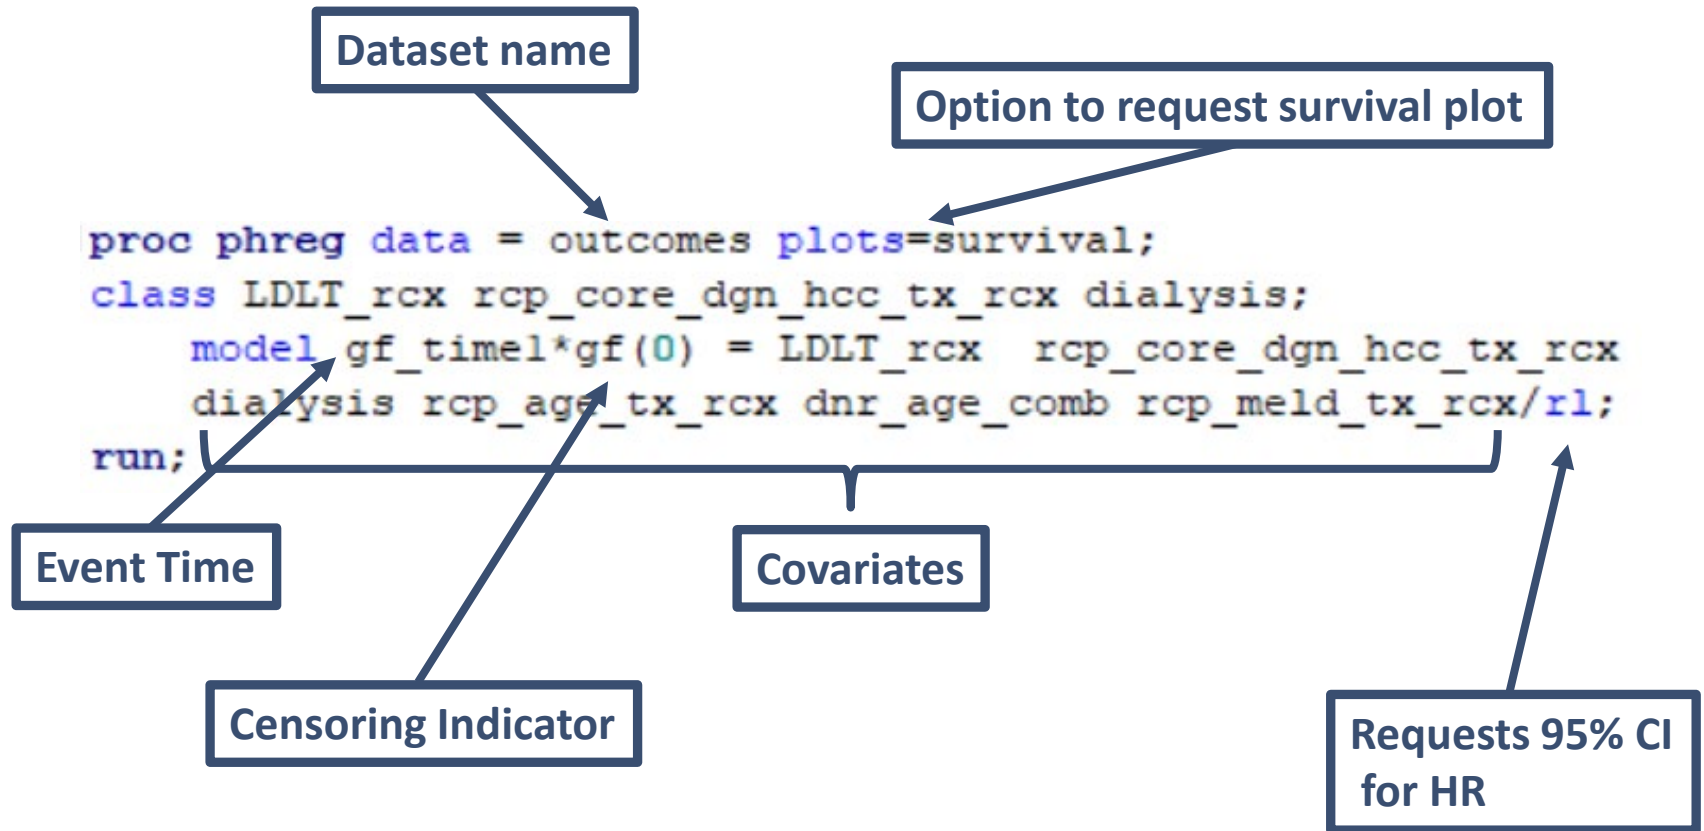 Dataset name
Option to request survival plot
proc phreg data = outcomes plots=survival;
class LDLT_rcx rcp_core_dgn_hcc_tx_rcx dialysis;
model gf_time1*gf(0) = LDLT_rcx rcp_core_dgn_hcc_tx_rcx
dialysis rcp_age_tx_rcx dnr_age_comb rcp_meld_tx_rcx/rl;
run;
Event Time
Covariates
Censoring Indicator
Requests 95% CI
for HR